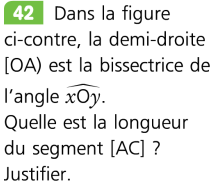 42 Dans la figure
ci-contre, la demi-droite
[OA) est la bissectrice de
l'angle xOy.
Quelle est la longueur
du segment [AC] ?
Justifier.